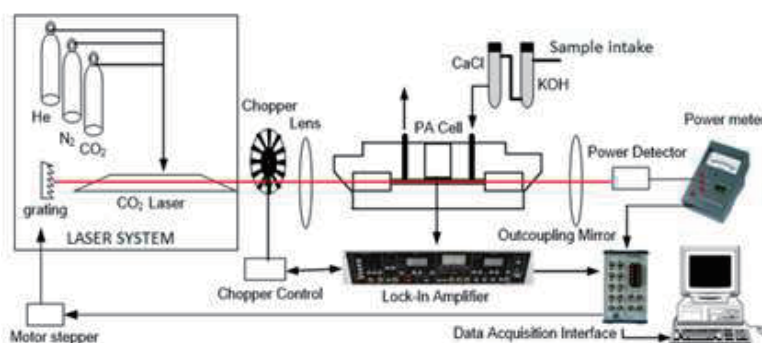 Sample intake
CaCl
KOH
Chopper
Lens
He
N₂
CO₂
PA Cell
Power meter
Power Detector
grating
CO₂ Laser
LASER SYSTEM
Outcoupling Mirror
Chopper Control
Lock-In Amplifier
Motor stepper
Data Acquisition Interface